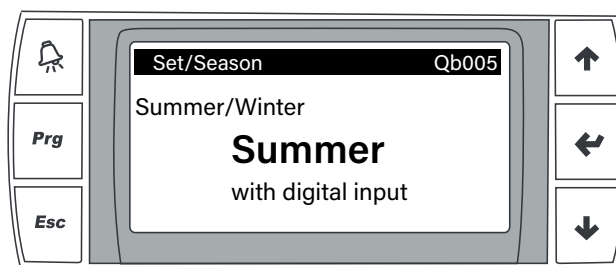 Set/Season Qb005
Summer/Winter
Prg
Summer
with digital input
Esc